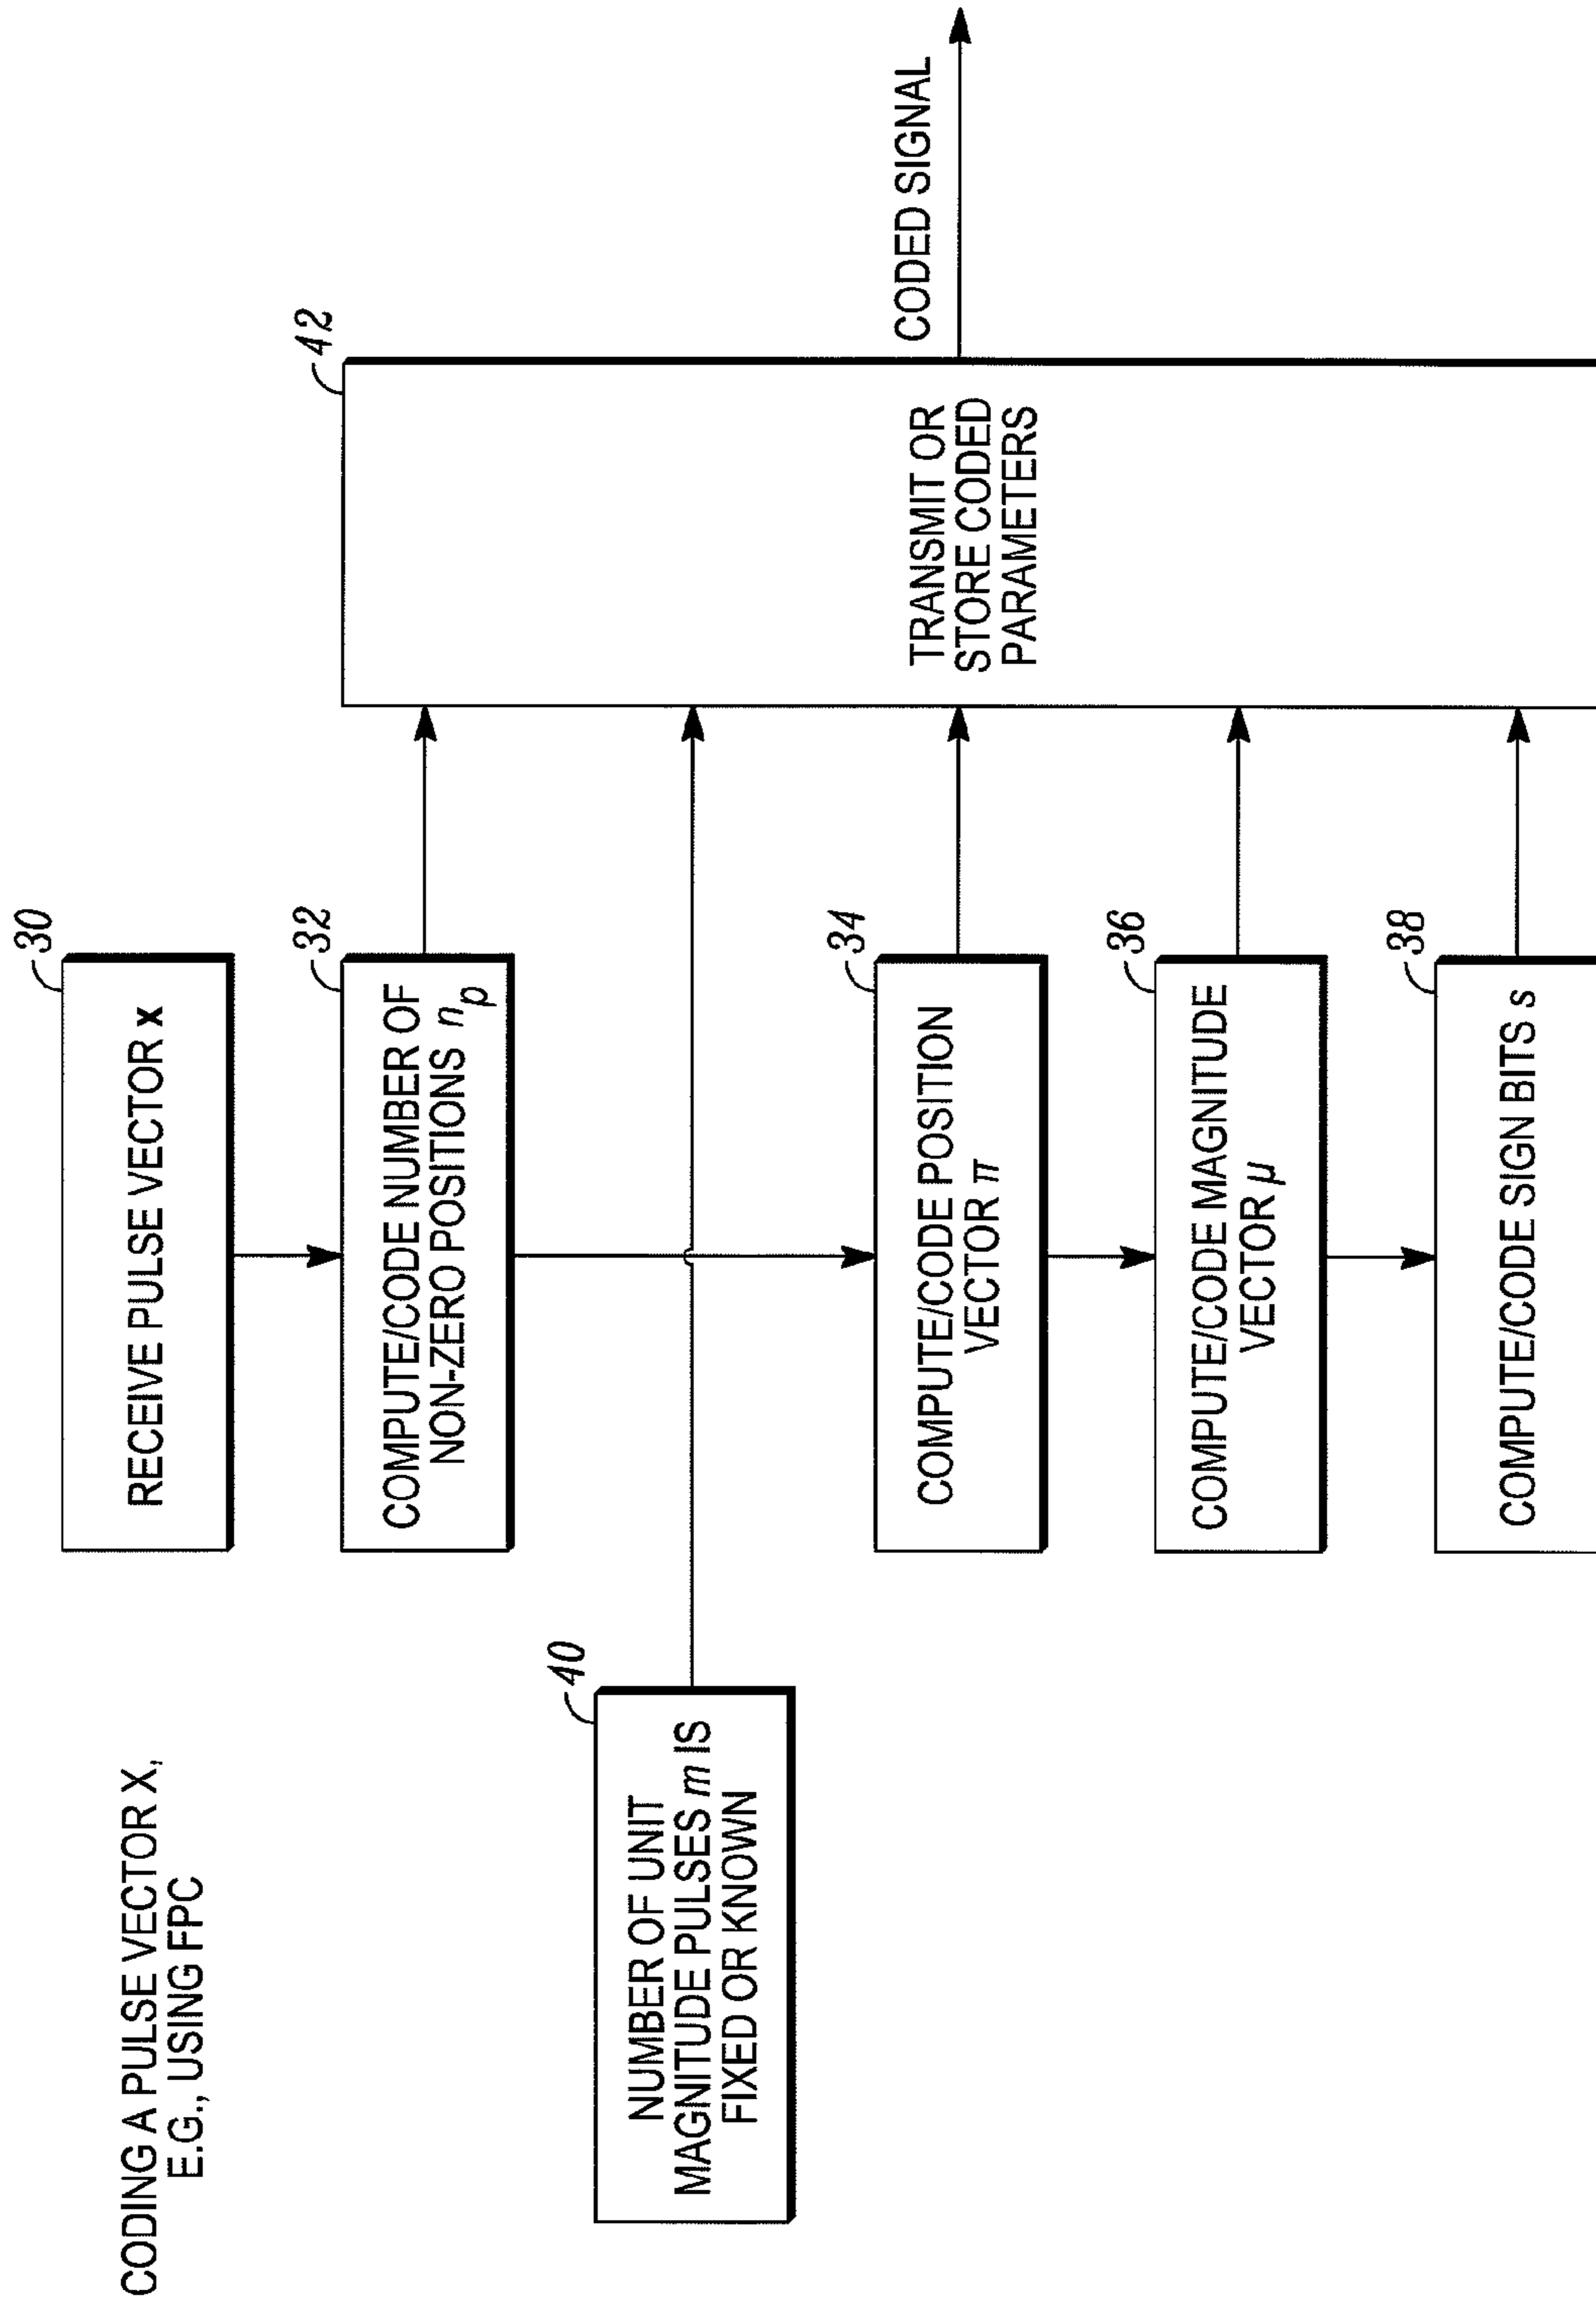 CODING A PULSE VECTOR X,
E.G., USING FPC
30
RECEIVE PULSE VECTOR x
32
COMPUTE/CODE NUMBER OF
NON-ZERO POSITIONS n_p
40
NUMBER OF UNIT
MAGNITUDE PULSES m IS
FIXED OR KNOWN
34
COMPUTE/CODE POSITION
VECTOR π
36
COMPUTE/CODE MAGNITUDE
VECTOR μ
38
COMPUTE/CODE SIGN BITS s
42
TRANSMIT OR
STORE CODED
PARAMETERS
CODED SIGNAL